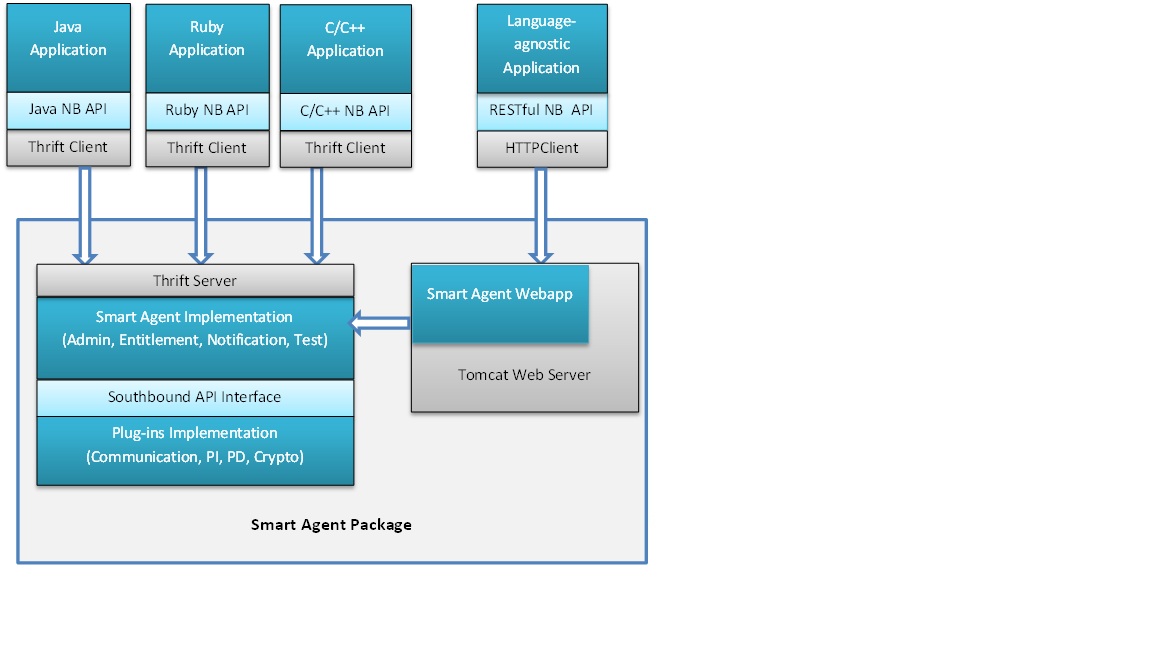 Java
Application
Java NB API
Thrift Client
Ruby
Application
Ruby NB API
Thrift Client
C/C++
Application
C/C++ NB API
Thrift Client
Language-
agnostic
Application
RESTful NB  API
HTTPClient
Thrift Server
Smart Agent Implementation
(Admin, Entitlement, Notification, Test)
Southbound API Interface
Plug-ins Implementation
(Communication, PI, PD, Crypto)
Smart Agent Webapp
Tomcat Web Server
Smart Agent Package